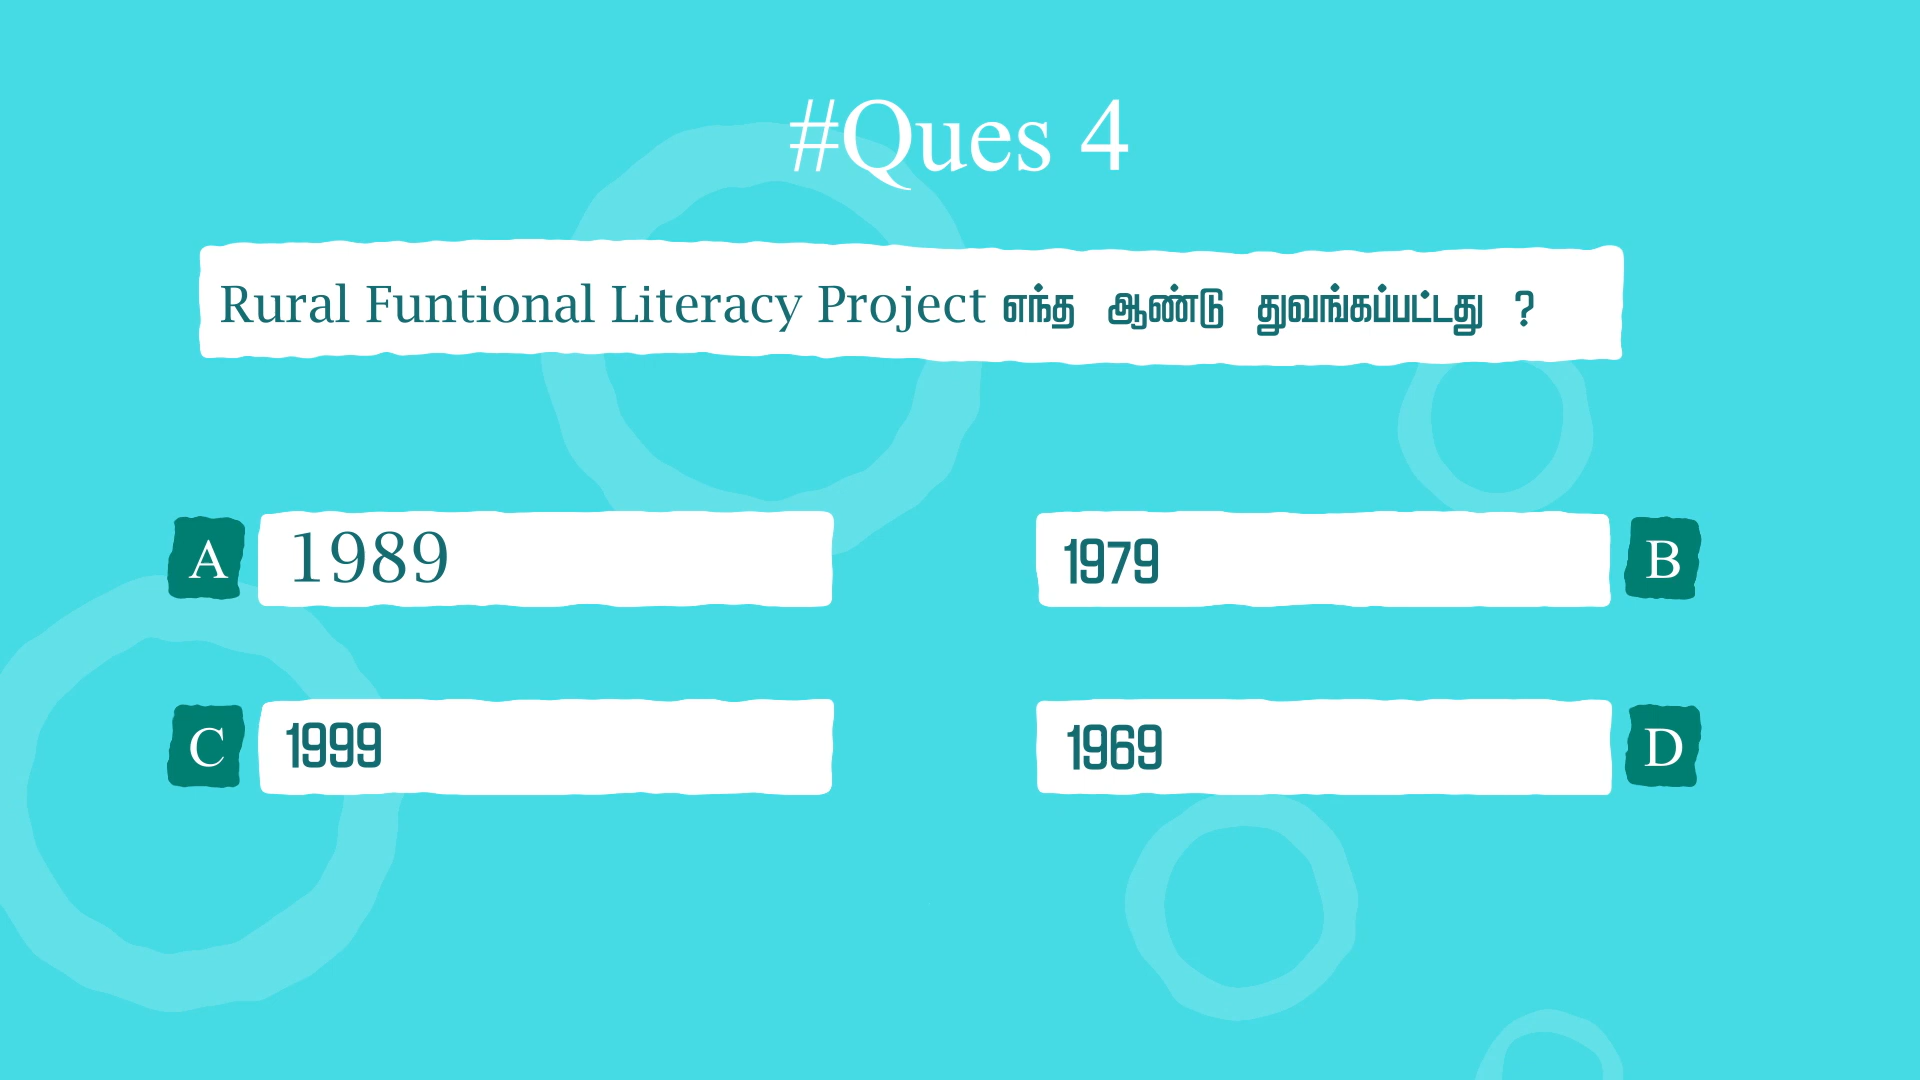 #Ques 4
Rural Funtional Literacy Project எந்த ஆண்டு துவங்கப்பட்டது ?
A 1989
1979 B
C 1999
1969 D